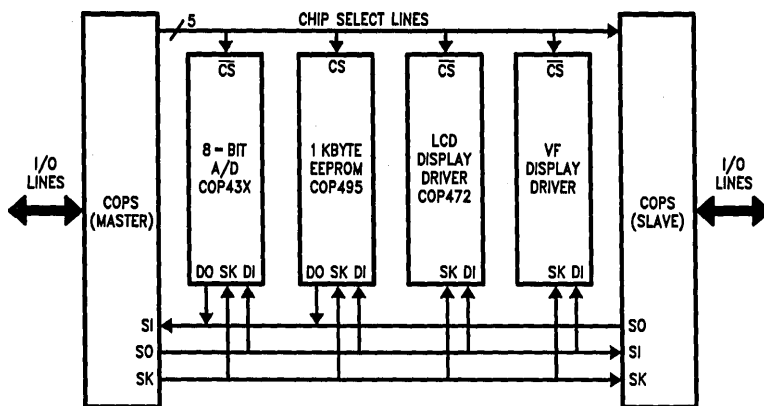 5 CHIP SELECT LINES
CS CS CS CS
8-BIT
A/D
COP43X
1 KBYTE
EEPROM
COP495
LCD
DISPLAY
DRIVER
COP472
VF
DISPLAY
DRIVER
I/O
LINES
COPS
(MASTER)
COPS
(SLAVE)
I/O
LINES
DO SK DI DO SK DI SK DI SK DI
SI SO
SO SI
SK SK